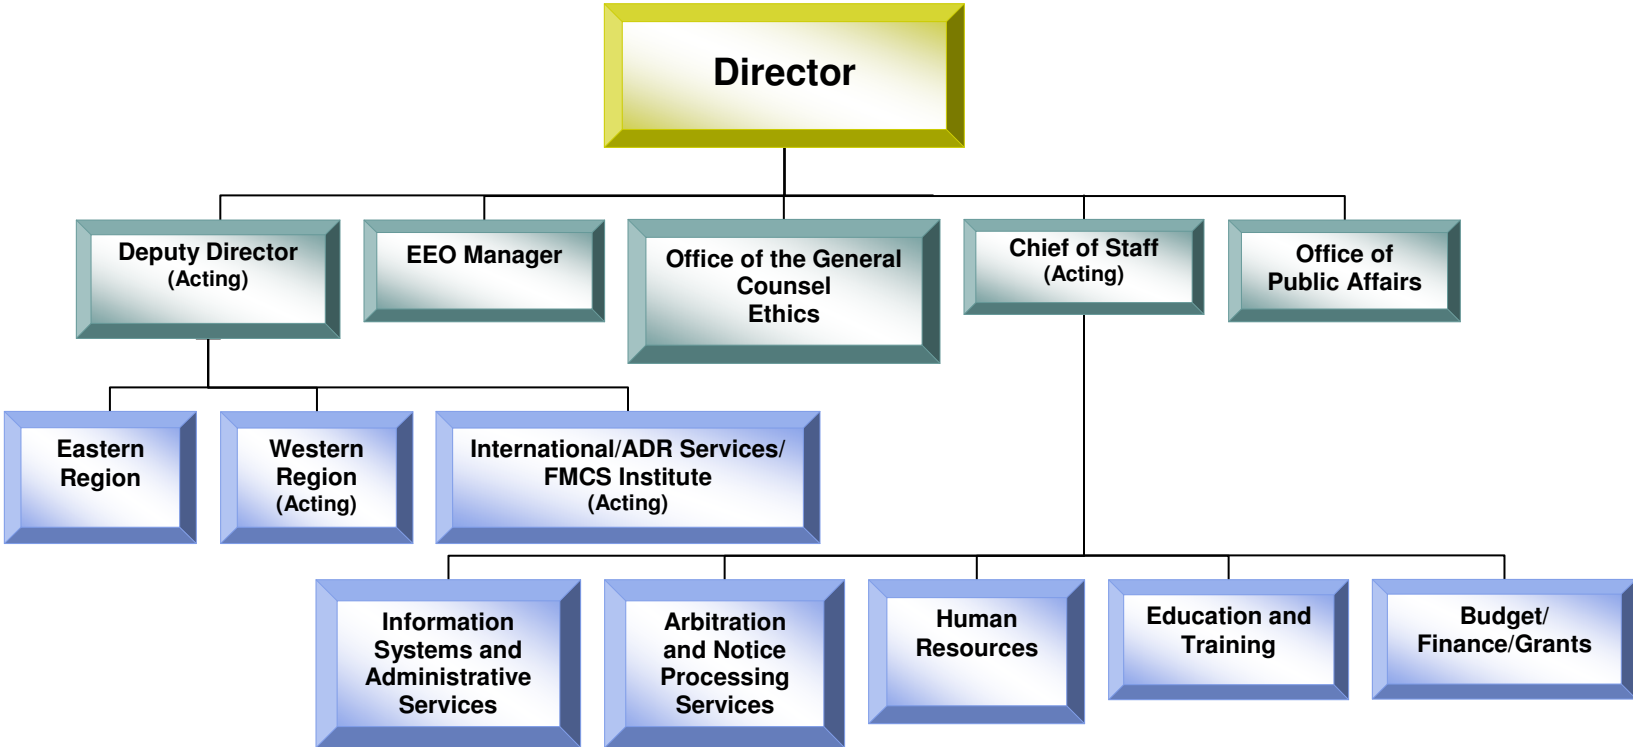 Director
Deputy Director
(Acting)
EEO Manager
Office of the General
Counsel
Ethics
Chief of Staff
(Acting)
Office of
Public Affairs
Eastern
Region
Western
Region
(Acting)
International/ADR Services/
FMCS Institute
(Acting)
Information
Systems and
Administrative
Services
Arbitration
and Notice
Processing
Services
Human
Resources
Education and
Training
Budget/
Finance/Grants